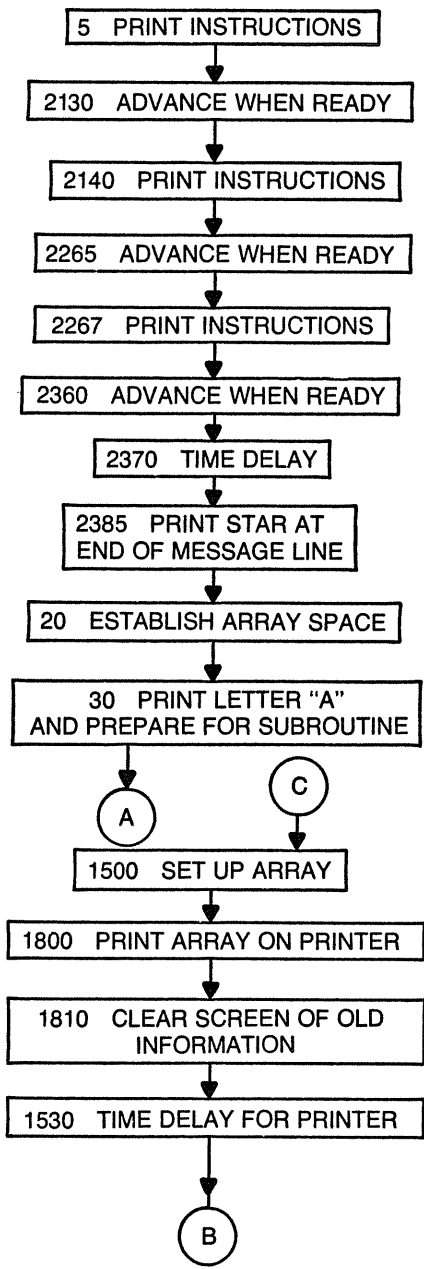 5 PRINT INSTRUCTIONS
2130 ADVANCE WHEN READY
2140 PRINT INSTRUCTIONS
2265 ADVANCE WHEN READY
2267 PRINT INSTRUCTIONS
2360 ADVANCE WHEN READY
2370 TIME DELAY
2385 PRINT STAR AT
END OF MESSAGE LINE
20 ESTABLISH ARRAY SPACE
30 PRINT LETTER “A”
AND PREPARE FOR SUBROUTINE
A
C
1500 SET UP ARRAY
1800 PRINT ARRAY ON PRINTER
1810 CLEAR SCREEN OF OLD
INFORMATION
1530 TIME DELAY FOR PRINTER
B